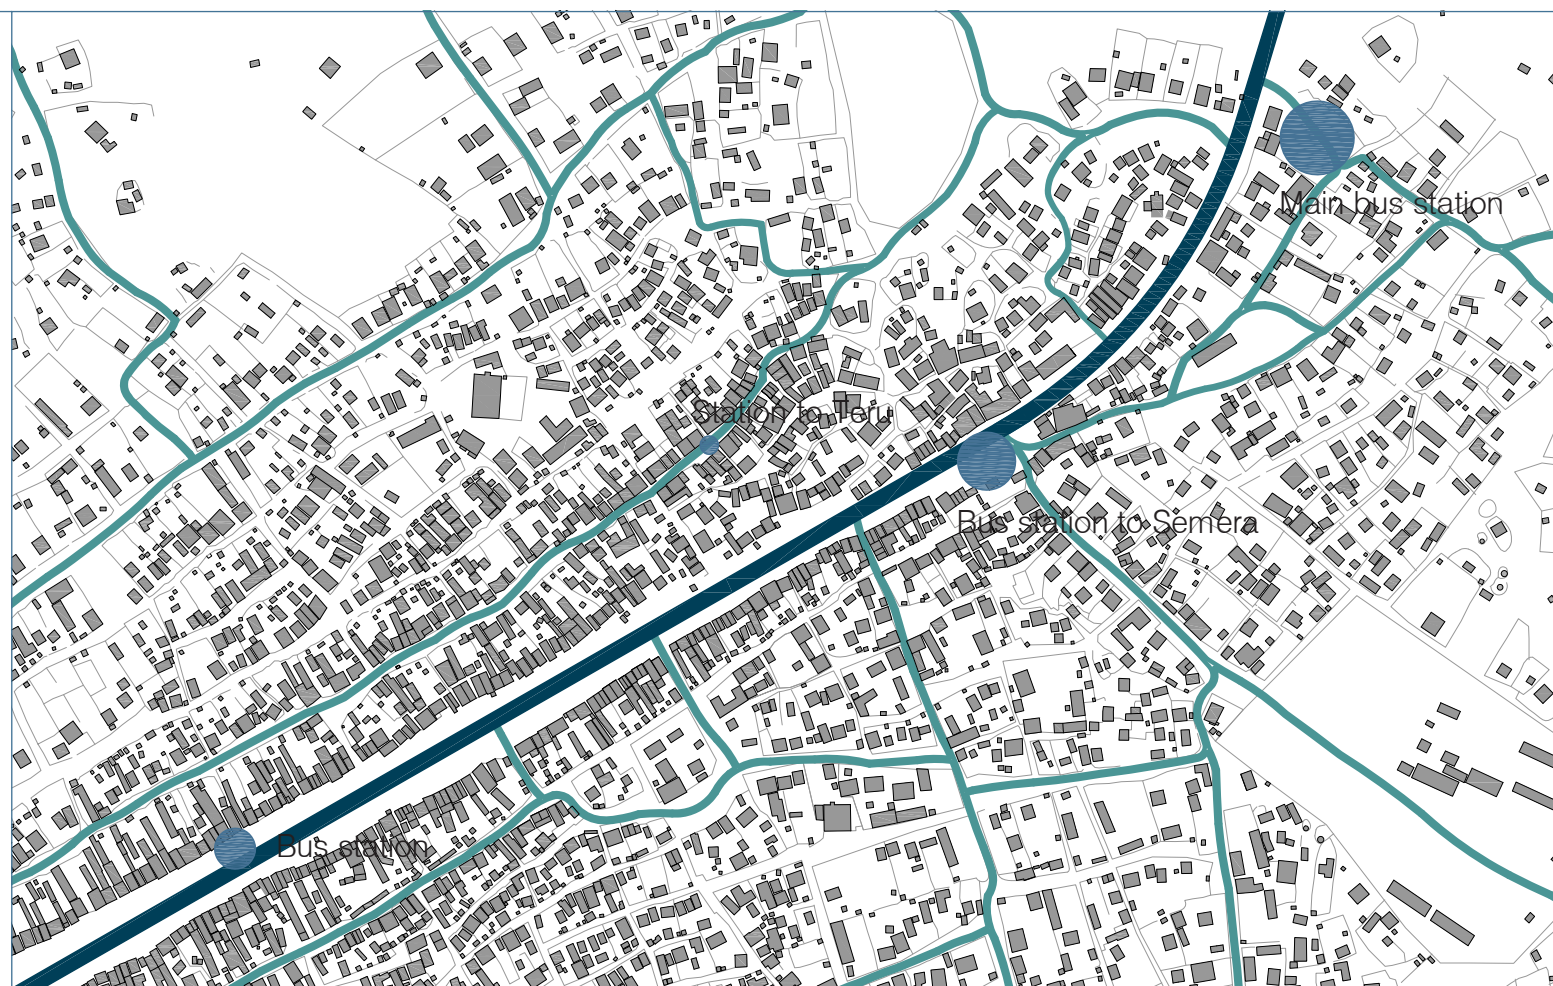 Main bus station
Station to Teru
Bus station to Semera
Bus station